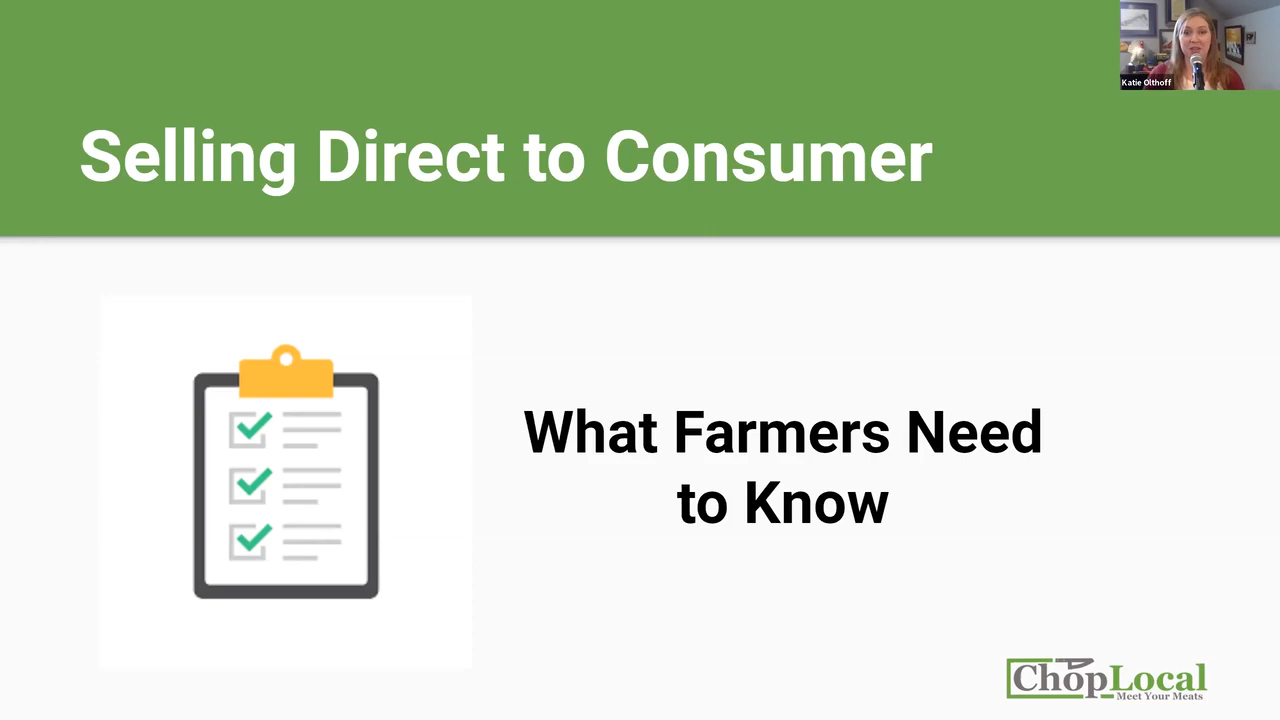 Katie Olthoff
Selling Direct to Consumer
What Farmers Need
to Know
ChopLocal
Meet Your Meats